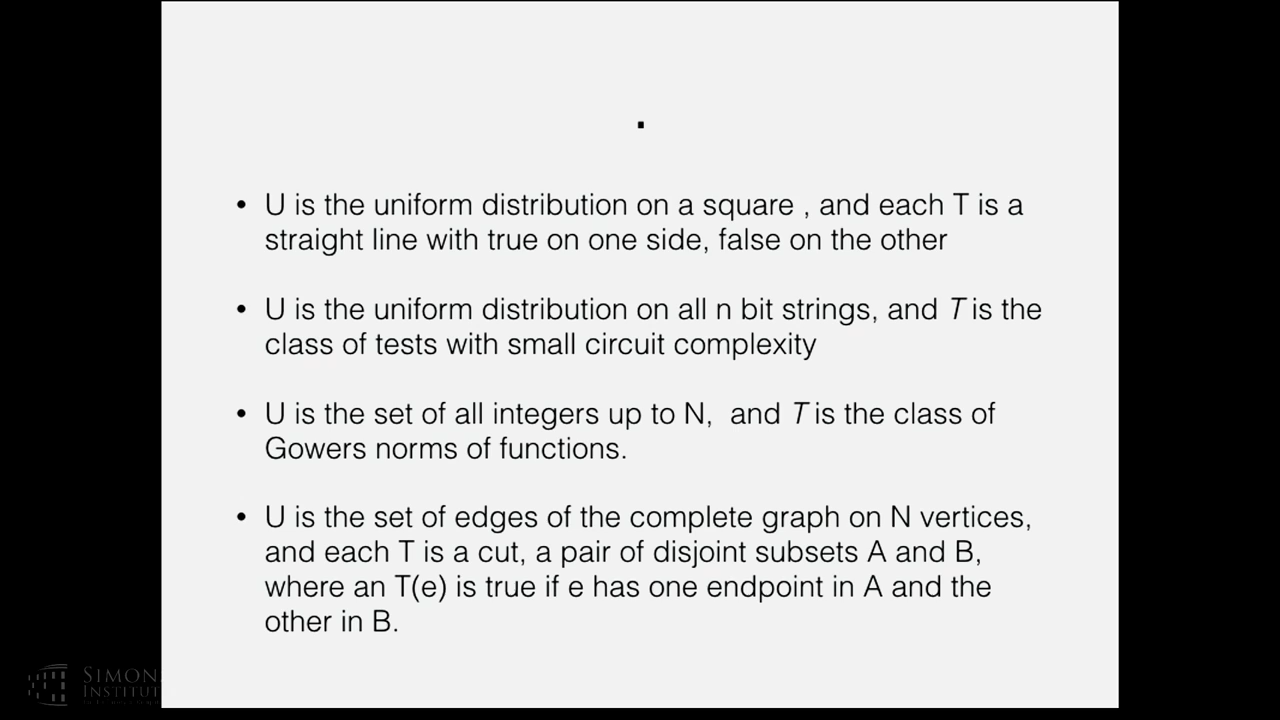 .
• U is the uniform distribution on a square , and each T is a
straight line with true on one side, false on the other
• U is the uniform distribution on all n bit strings, and T is the
class of tests with small circuit complexity
• U is the set of all integers up to N,  and T is the class of
Gowers norms of functions.
• U is the set of edges of the complete graph on N vertices,
and each T is a cut, a pair of disjoint subsets A and B,
where an T(e) is true if e has one endpoint in A and the
other in B.
SIMONS
INSTITUTE